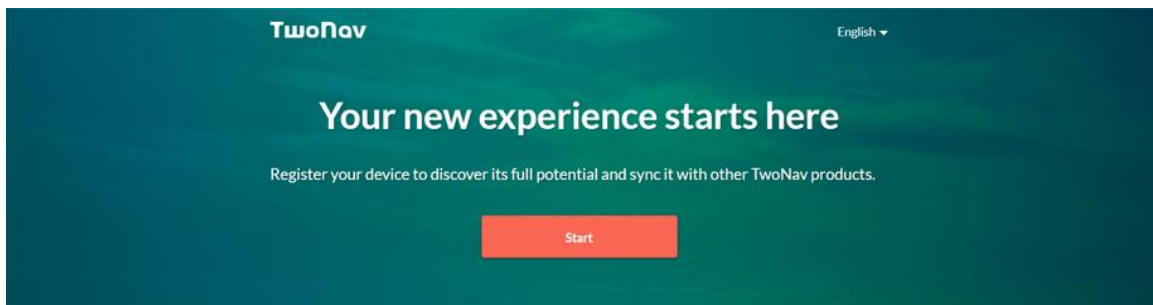 TwoNav
English
Your new experience starts here
Register your device to discover its full potential and sync it with other TwoNav products.
Start